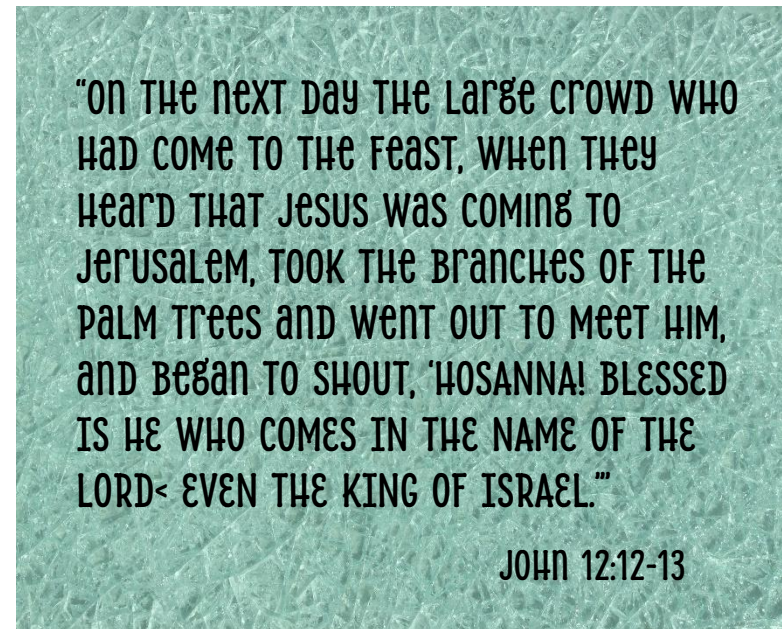 “On the next day the large crowd who
had come to the feast, when they
heard that Jesus was coming to
Jerusalem, took the branches of the
palm trees and went out to meet Him,
and began to shout, ‘HOSANNA! BLESSED
IS HE WHO COMES IN THE NAME OF THE
LORD< EVEN THE KING OF ISRAEL.’”
John 12:12-13